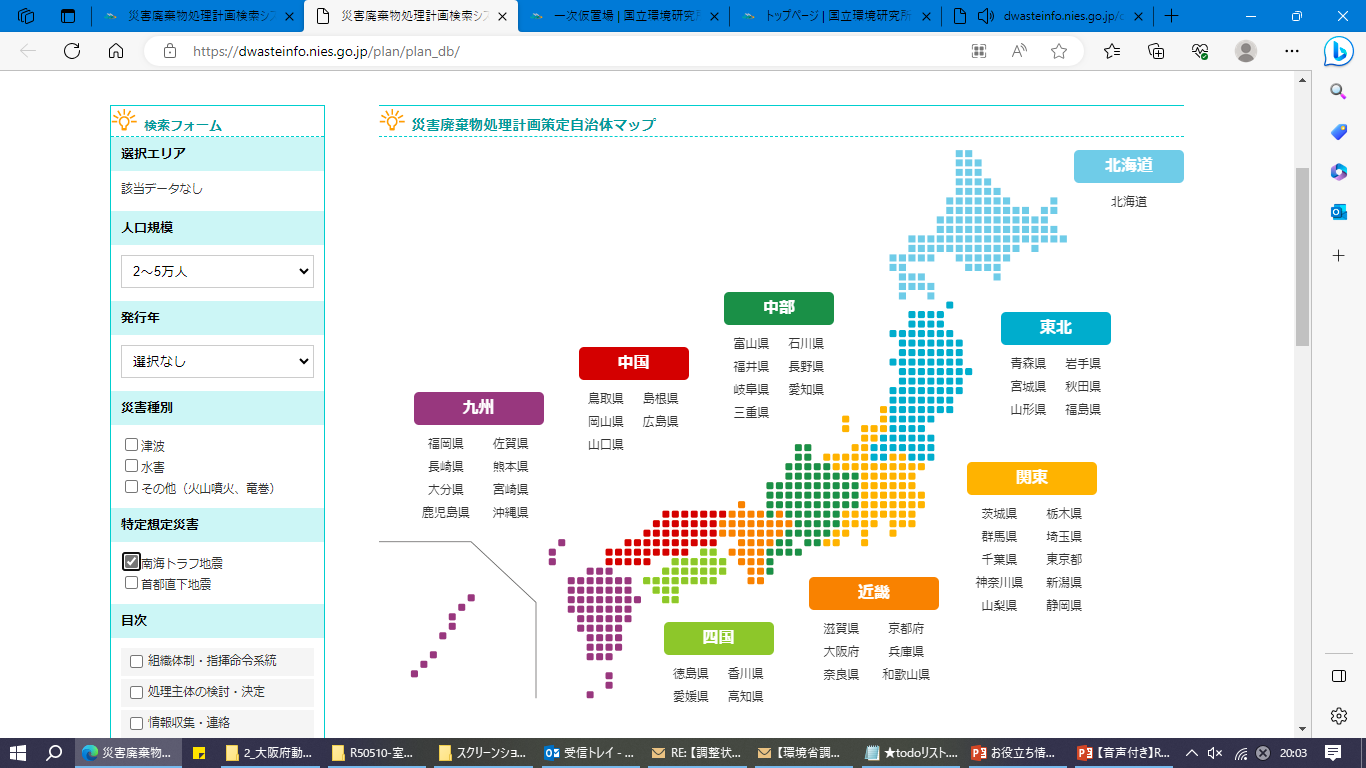 災害廃棄物処理計画検索シス
災害廃棄物処理計画検索シス
一次仮置場 | 国立環境研究所
トップページ | 国立環境研究所
dwasteinfo.nies.go.jp/
https://dwasteinfo.nies.go.jp/plan/plan_db/
検索フォーム
選択エリア
該当データなし
人口規模
2～5万人
発行年
選択なし
災害種別
津波
水害
その他（火山噴火、竜巻）
特定想定災害
南海トラフ地震
首都直下地震
目次
組織体制・指揮命令系統
処理主体の検討・決定
情報収集・連絡
災害廃棄物処理計画策定自治体マップ
北海道
北海道
東北
青森県 岩手県
宮城県 秋田県
山形県 福島県
中部
富山県 石川県
福井県 長野県
岐阜県 愛知県
三重県
中国
鳥取県 島根県
岡山県 広島県
山口県
九州
福岡県 佐賀県
長崎県 熊本県
大分県 宮崎県
鹿児島県 沖縄県
関東
茨城県 栃木県
群馬県 埼玉県
千葉県 東京都
神奈川県 新潟県
山梨県 静岡県
近畿
滋賀県 京都府
大阪府 兵庫県
奈良県 和歌山県
四国
徳島県 香川県
愛媛県 高知県
災害廃棄物...
2_大阪府動...
R50510-室...
スクリーンショ...
受信トレイ - ...
RE:【調整状...
【環境省調...
★todoリスト...
お役立ち情...
【音声付き】R...
20:03